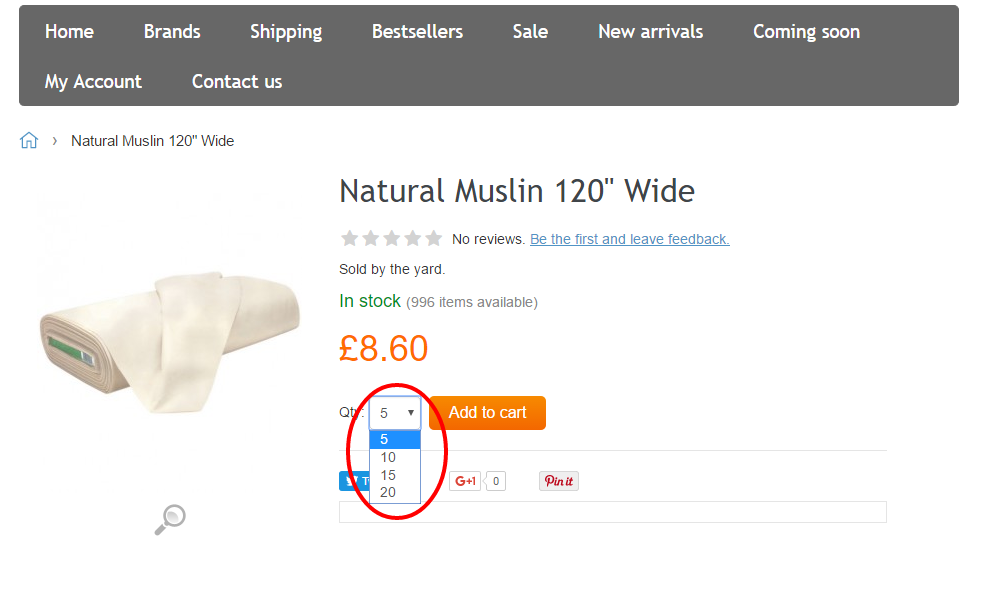 Home Brands Shipping Bestsellers Sale New arrivals Coming soon
My Account Contact us
› Natural Muslin 120" Wide
Natural Muslin 120" Wide
No reviews. Be the first and leave feedback.
Sold by the yard.
In stock (996 items available)
£8.60
Qty: 5 ▼ Add to cart
5
10
15
20
G+1 0 Pin it